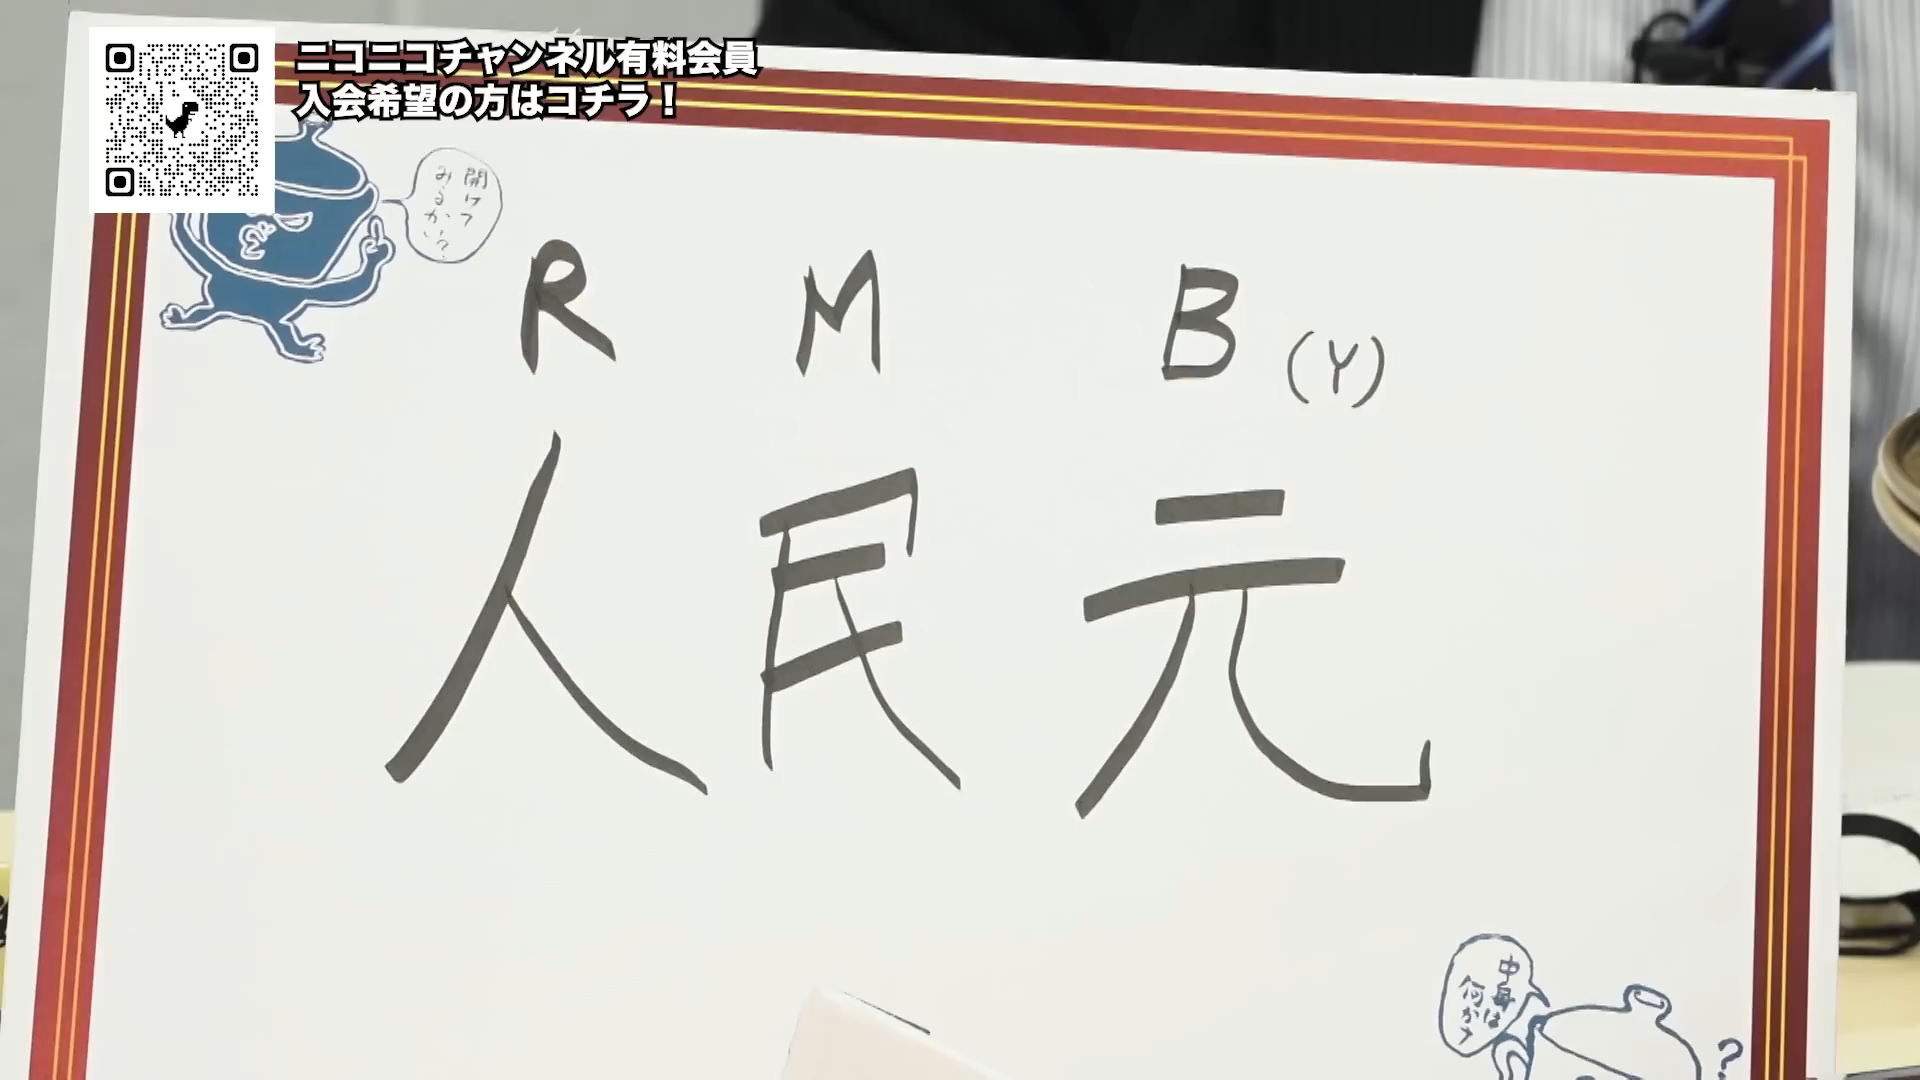 ニコニコチャンネル有料会員
入会希望の方はコチラ！
開けて
みるかい？
R M B (Y)
人民元
中身は
何かナ
?